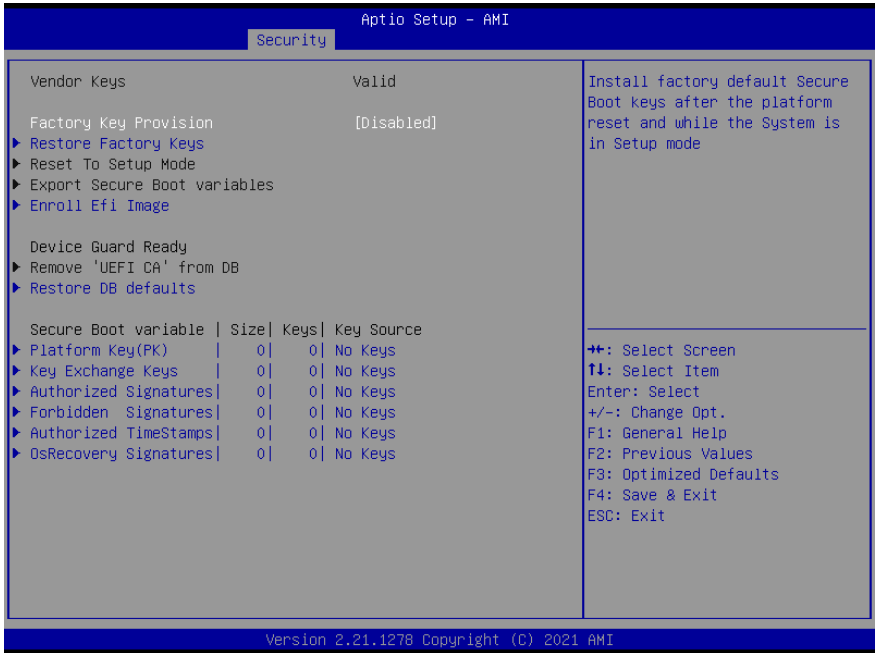 Aptio Setup – AMI
Security
Vendor Keys Valid
Factory Key Provision [Disabled]
Restore Factory Keys
Reset To Setup Mode
Export Secure Boot variables
Enroll Efi Image
Device Guard Ready
Remove 'UEFI CA' from DB
Restore DB defaults
Secure Boot variable | Size| Keys| Key Source
Platform Key(PK) | 0| 0| No Keys
Key Exchange Keys | 0| 0| No Keys
Authorized Signatures| 0| 0| No Keys
Forbidden Signatures| 0| 0| No Keys
Authorized TimeStamps| 0| 0| No Keys
OsRecovery Signatures| 0| 0| No Keys
Install factory default Secure
Boot keys after the platform
reset and while the System is
in Setup mode
→←: Select Screen
↑↓: Select Item
Enter: Select
+/-: Change Opt.
F1: General Help
F2: Previous Values
F3: Optimized Defaults
F4: Save & Exit
ESC: Exit
Version 2.21.1278 Copyright (C) 2021 AMI